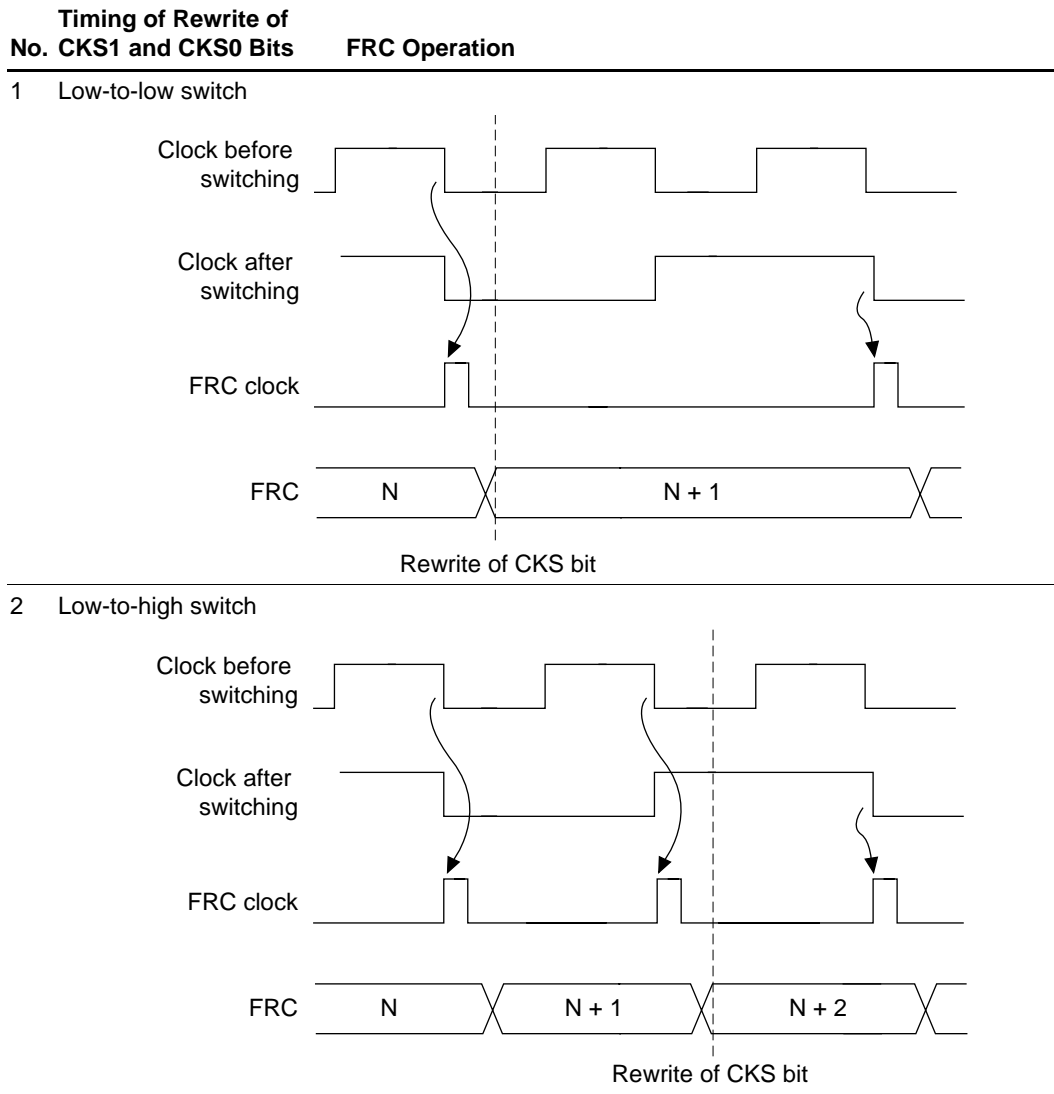 Timing of Rewrite of
No. CKS1 and CKS0 Bits FRC Operation
1 Low-to-low switch
Clock before
switching
Clock after
switching
FRC clock
FRC N N + 1
Rewrite of CKS bit
2 Low-to-high switch
Clock before
switching
Clock after
switching
FRC clock
FRC N N + 1 N + 2
Rewrite of CKS bit